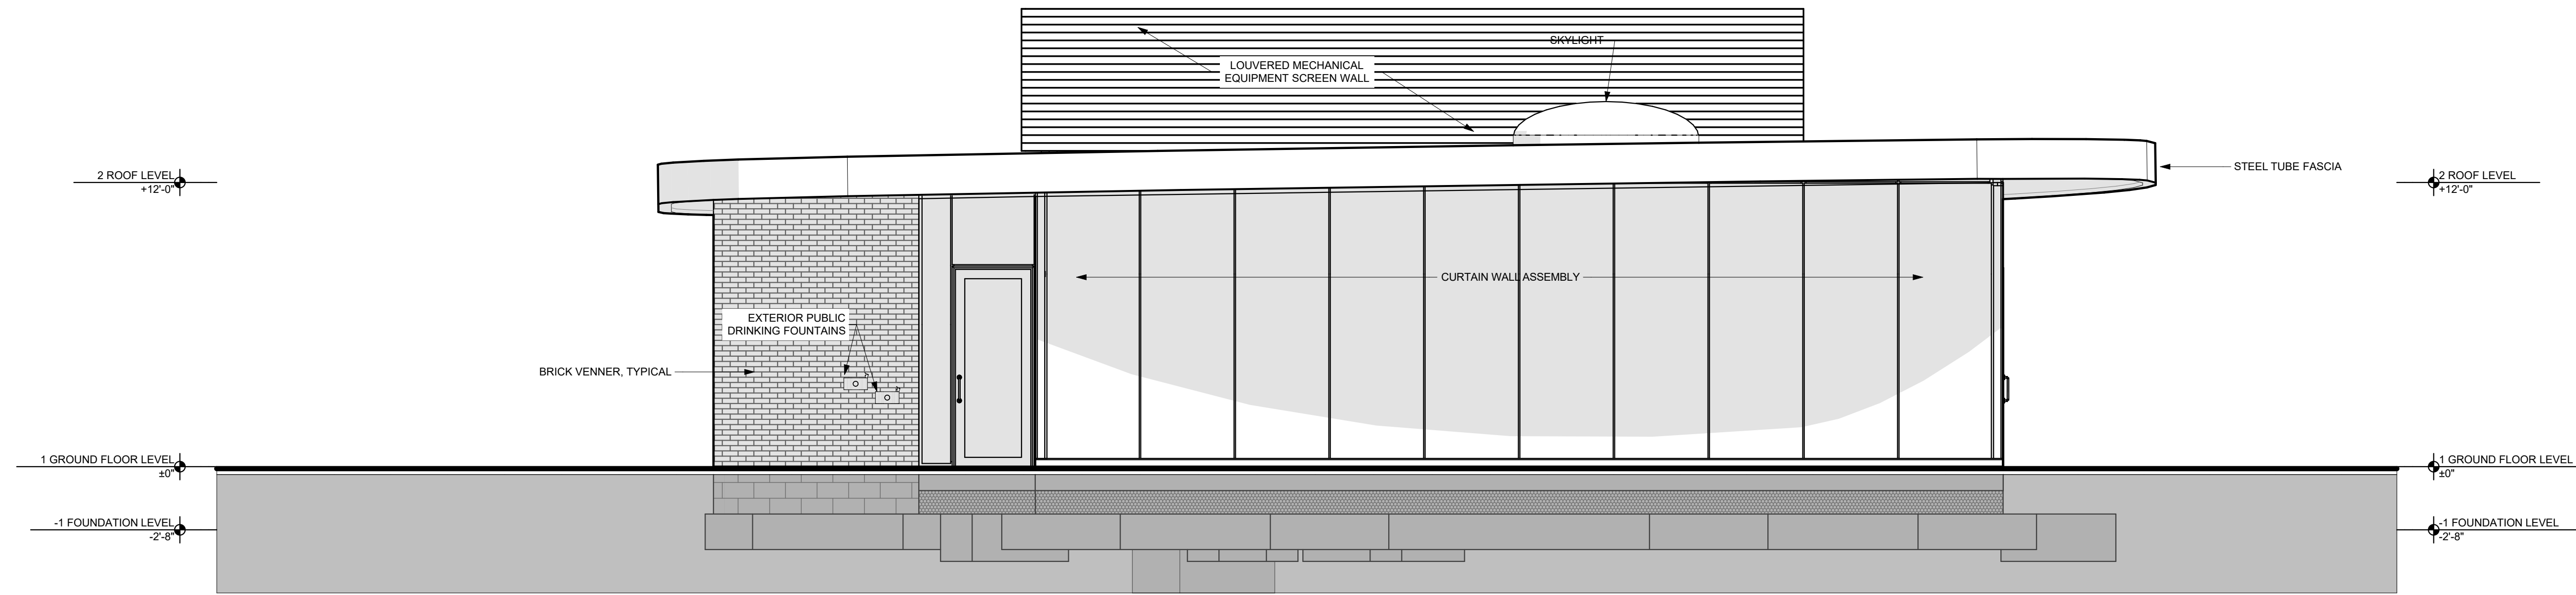 SKYLIGHT
LOUVERED MECHANICAL
EQUIPMENT SCREEN WALL
2 ROOF LEVEL
+12'-0"
STEEL TUBE FASCIA
2 ROOF LEVEL
+12'-0"
CURTAIN WALL ASSEMBLY
EXTERIOR PUBLIC
DRINKING FOUNTAINS
BRICK VENNER, TYPICAL
1 GROUND FLOOR LEVEL
±0"
1 GROUND FLOOR LEVEL
±0"
-1 FOUNDATION LEVEL
-2'-8"
-1 FOUNDATION LEVEL
-2'-8"